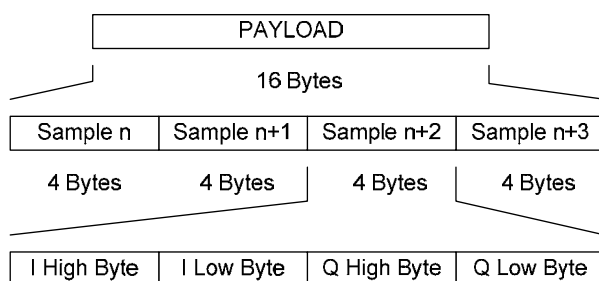 PAYLOAD
16 Bytes
Sample n Sample n+1 Sample n+2 Sample n+3
4 Bytes 4 Bytes 4 Bytes 4 Bytes
I High Byte I Low Byte Q High Byte Q Low Byte